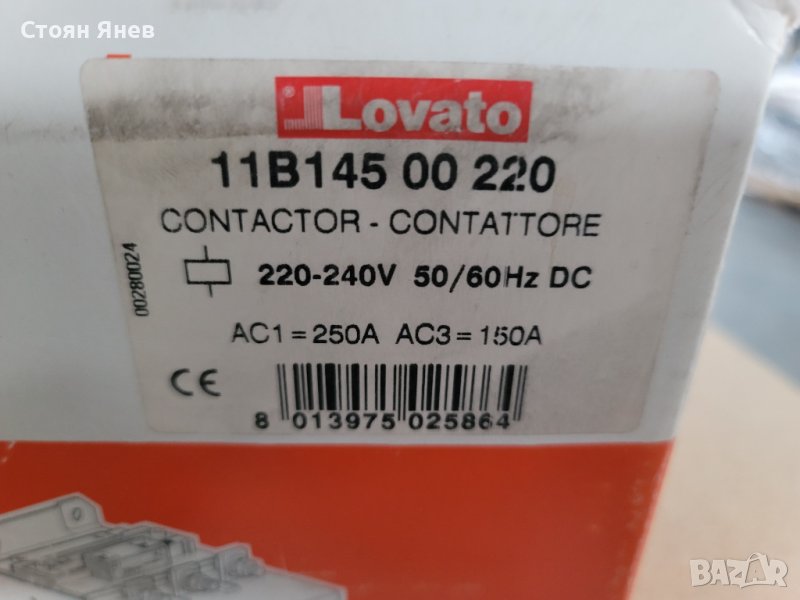 Стоян Янев
Lovato
11B145 00 220
CONTACTOR - CONTATTORE
220-240V 50/60Hz DC
00280024
AC1=250A AC3=150A
CE
8 013975 025864
BAZAR